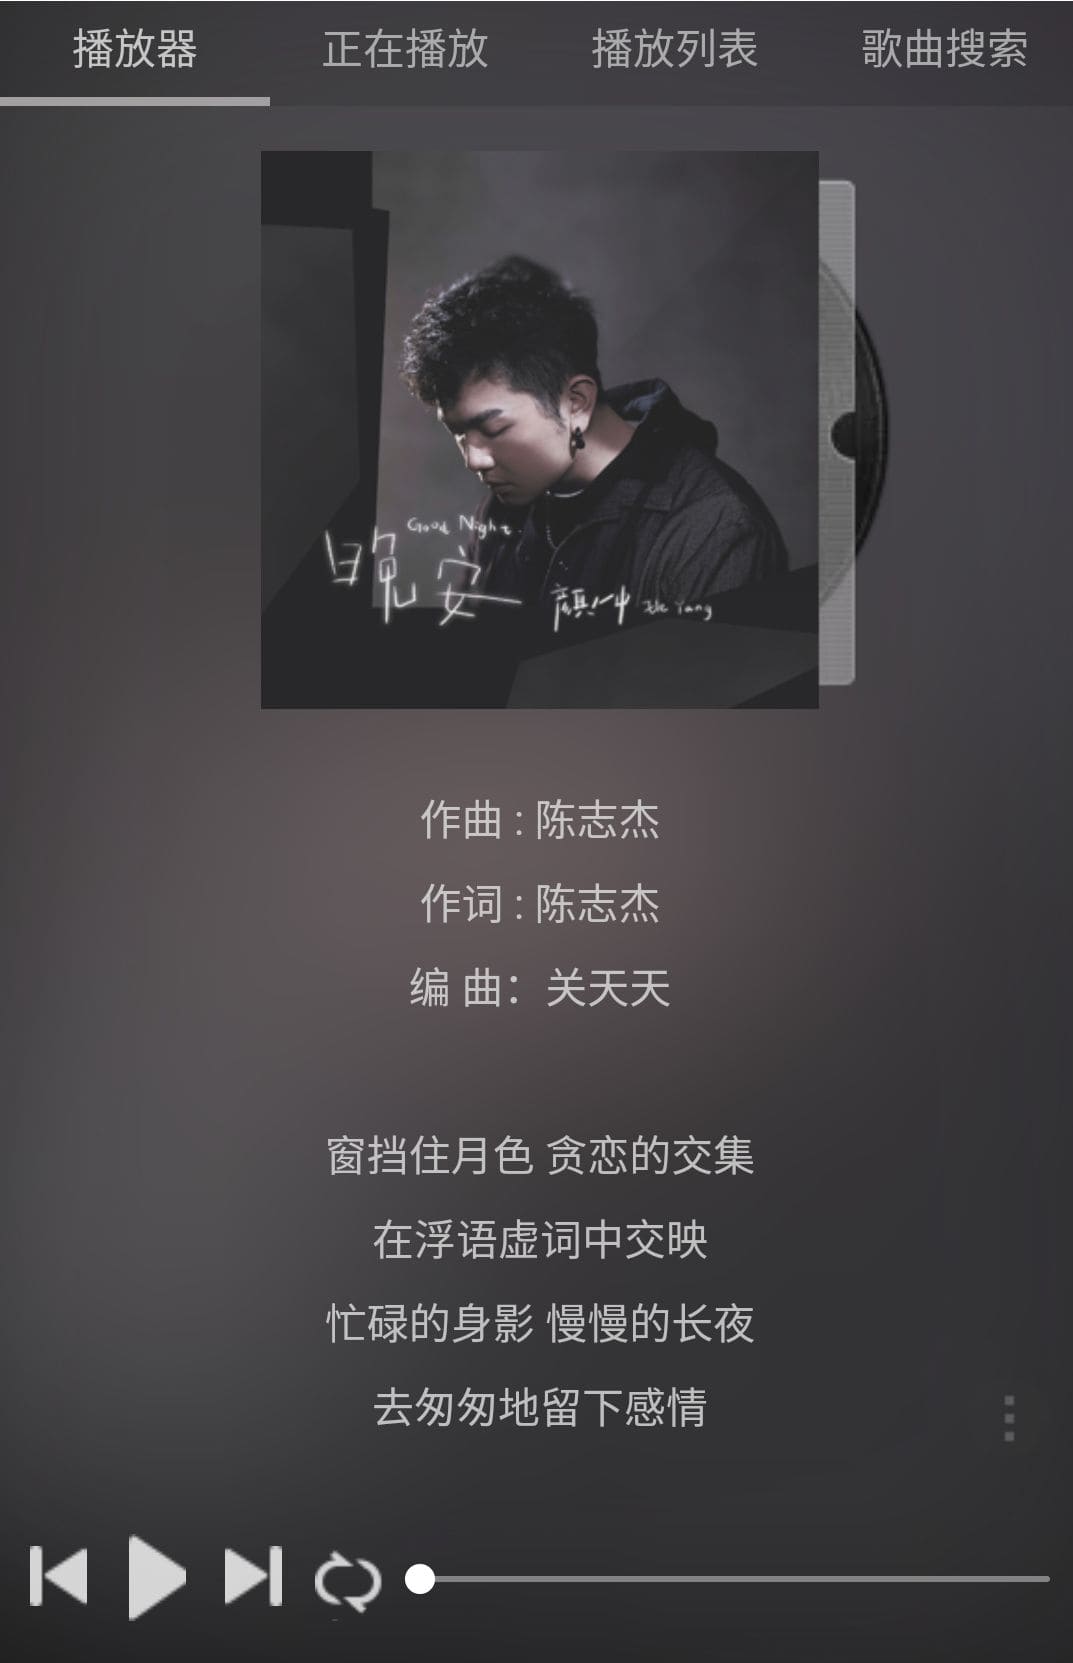 播放器 正在播放 播放列表 歌曲搜索
Good Night.
晚安
顏一中
作曲 : 陈志杰
作词 : 陈志杰
编 曲：关天天
窗挡住月色 贪恋的交集
在浮语虚词中交映
忙碌的身影 慢慢的长夜
去匆匆地留下感情